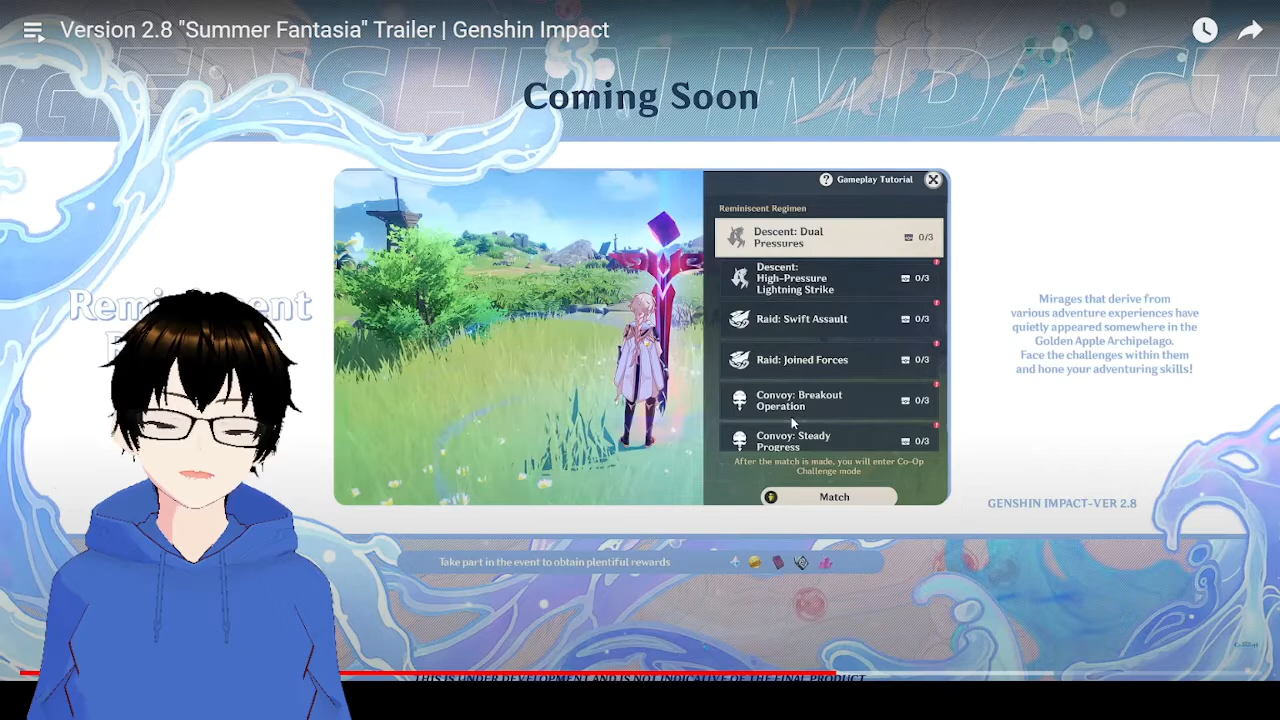 Version 2.8 "Summer Fantasia" Trailer | Genshin Impact
GENSHIN IMPACT
Coming Soon
? Gameplay Tutorial
Reminiscent Regimen
Descent: Dual
Pressures
0/3
Descent:
High-Pressure
Lightning Strike
0/3
Raid: Swift Assault
0/3
Raid: Joined Forces
0/3
Convoy: Breakout
Operation
0/3
Convoy: Steady
Progress
0/3
After the match is made, you will enter Co-Op
Challenge mode
Match
Mirages that derive from
various adventure experiences have
quietly appeared somewhere in the
Golden Apple Archipelago.
Face the challenges within them
and hone your adventuring skills!
GENSHIN IMPACT-VER 2.8
Take part in the event to obtain plentiful rewards
THIS IS UNDER DEVELOPMENT AND IS NOT INDICATIVE OF THE FINAL PRODUCT